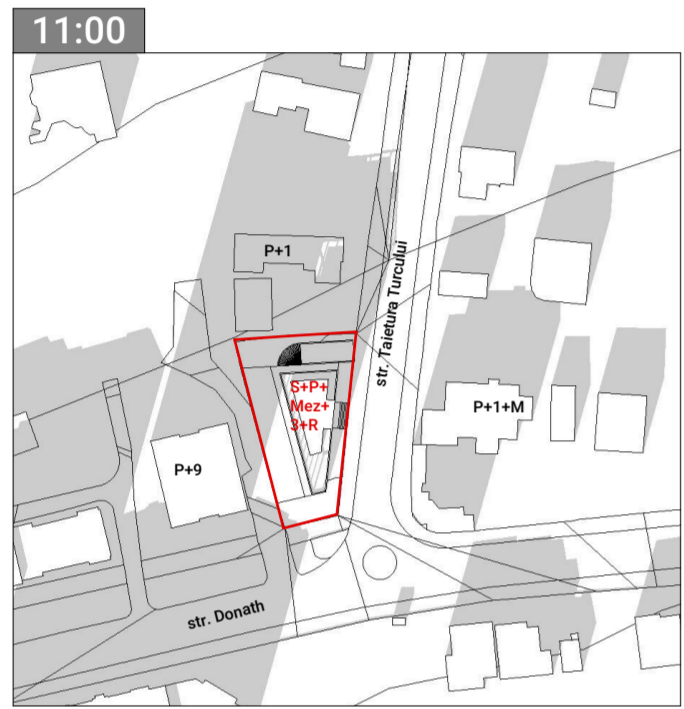 11:00
P+1
str. Taietura Turcului
S+P+
Mez+
3+R
P+1+M
P+9
str. Donath